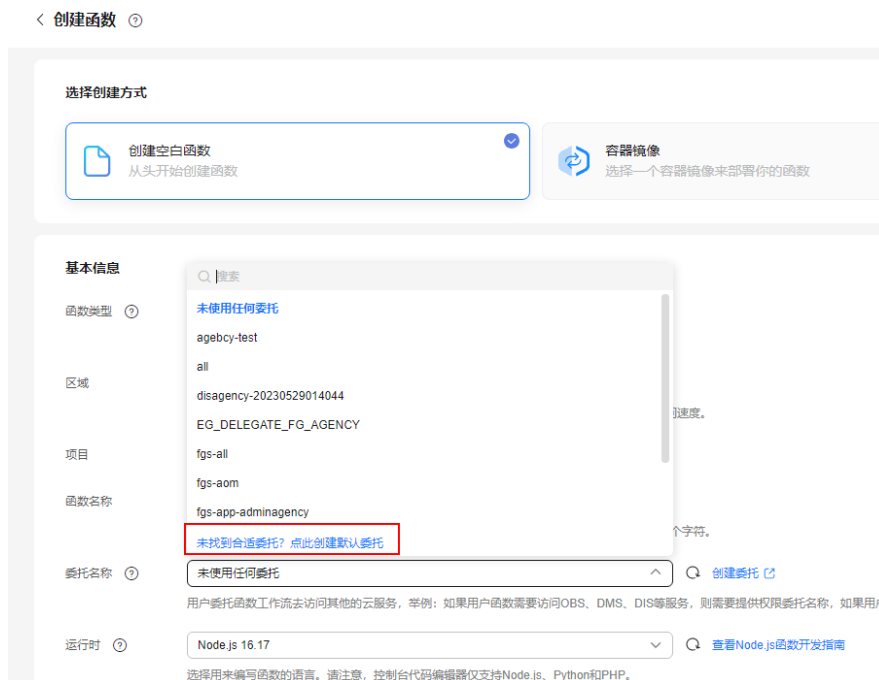 创建函数
选择创建方式
创建空白函数
从头开始创建函数
容器镜像
选择一个容器镜像来部署你的函数
基本信息
搜索
函数类型
未使用任何委托
agebcy-test
all
区域
disagency-20230529014044
速度。
EG_DELEGATE_FG_AGENCY
项目
fgs-all
fgs-aom
函数名称
fgs-app-adminagency
个字符。
未找到合适委托？点此创建默认委托
委托名称
未使用任何委托
创建委托
用户委托函数工作流去访问其他的云服务，举例：如果用户函数需要访问OBS、DMS、DIS等服务，则需要提供权限委托名称，如果用户
运行时
Node.js 16.17
查看Node.js函数开发指南
选择用来编写函数的语言。请注意，控制台代码编辑器仅支持Node.js、Python和PHP。